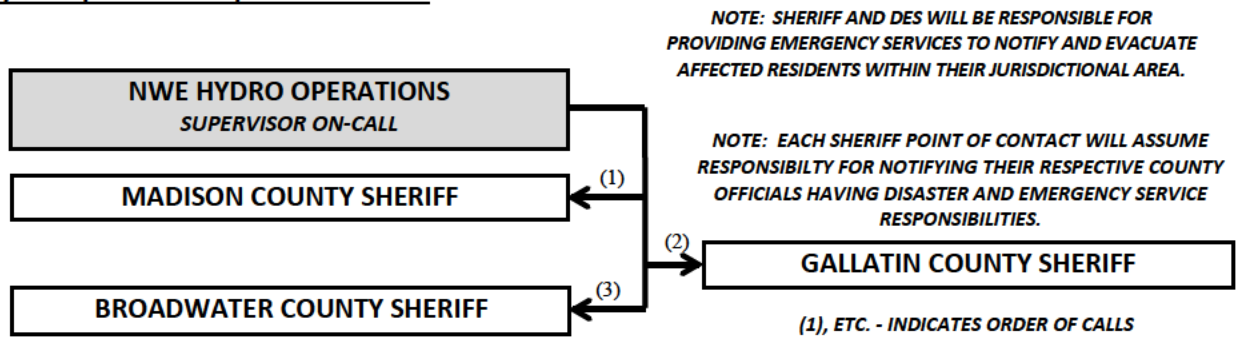 NOTE: SHERIFF AND DES WILL BE RESPONSIBLE FOR
PROVIDING EMERGENCY SERVICES TO NOTIFY AND EVACUATE
AFFECTED RESIDENTS WITHIN THEIR JURISDICTIONAL AREA.
NWE HYDRO OPERATIONS
SUPERVISOR ON-CALL
NOTE: EACH SHERIFF POINT OF CONTACT WILL ASSUME
RESPONSIBILTY FOR NOTIFYING THEIR RESPECTIVE COUNTY
OFFICIALS HAVING DISASTER AND EMERGENCY SERVICE
RESPONSIBILITIES.
(1)
MADISON COUNTY SHERIFF
(2)
GALLATIN COUNTY SHERIFF
(3)
BROADWATER COUNTY SHERIFF
(1), ETC. - INDICATES ORDER OF CALLS